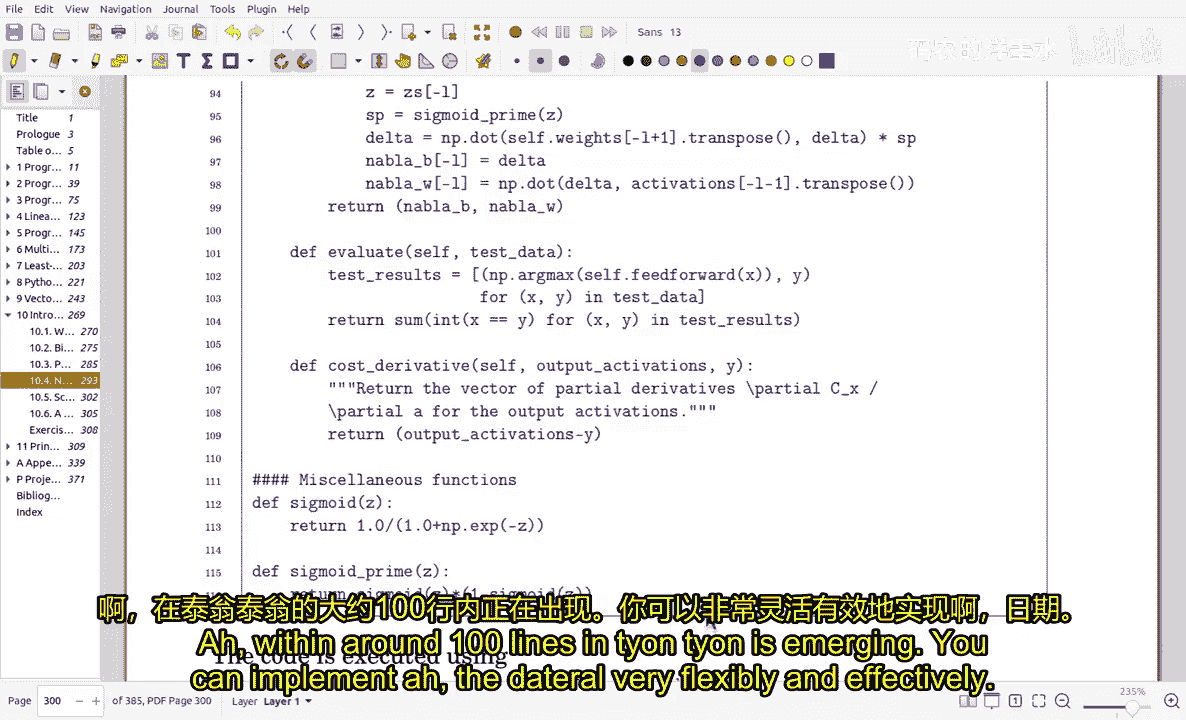 File Edit View Navigation Journal Tools Plugin Help
Sans 13
Title 1
Prologue 3
Table o... 5
1 Progr... 11
2 Progr... 39
3 Progr... 75
4 Linea... 123
5 Progr... 145
6 Multi... 173
7 Least-... 203
8 Pytho... 221
9 Vecto... 243
10 Intro... 269
10.1. W... 270
10.2. Bi... 275
10.3. P... 285
10.4. N... 293
10.5. Sc... 302
10.6. A ... 305
Exercis... 308
11 Prin... 309
A Appe... 339
P Proje... 371
Bibliog...
Index
94 z = zs[-l]
95 sp = sigmoid_prime(z)
96 delta = np.dot(self.weights[-l+1].transpose(), delta) * sp
97 nabla_b[-l] = delta
98 nabla_w[-l] = np.dot(delta, activations[-l-1].transpose())
99 return (nabla_b, nabla_w)
100
101 def evaluate(self, test_data):
102 test_results = [(np.argmax(self.feedforward(x)), y)
103 for (x, y) in test_data]
104 return sum(int(x == y) for (x, y) in test_results)
105
106 def cost_derivative(self, output_activations, y):
107 """Return the vector of partial derivatives \partial C_x /
108 \partial a for the output activations."""
109 return (output_activations-y)
110
111 #### Miscellaneous functions
112 def sigmoid(z):
113 return 1.0/(1.0+np.exp(-z))
114
115 def sigmoid_prime(z):
return sigmoid(z)*(1-sigmoid(z))
The code is executed using
啊，在泰翁泰翁的大约100行内正在出现。你可以非常灵活有效地实现啊，日期。
Ah, within around 100 lines in tyon tyon is emerging. You
can implement ah, the dateral very flexibly and effectively.
Page 300 of 385, PDF Page 300 Layer Layer 1 235%